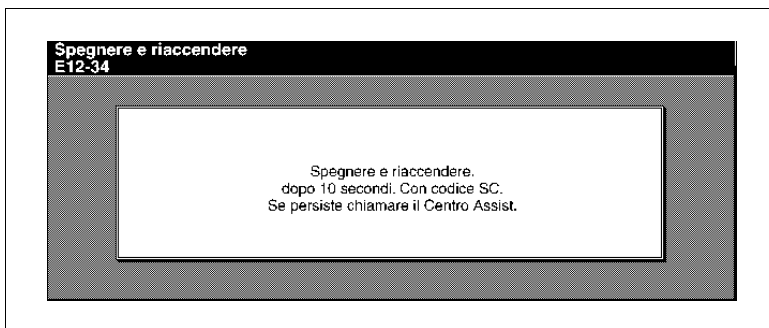 Spegnere e riaccendere
E12-34
Spegnere e riaccendere.
dopo 10 secondi. Con codice SC.
Se persiste chiamare il Centro Assist.